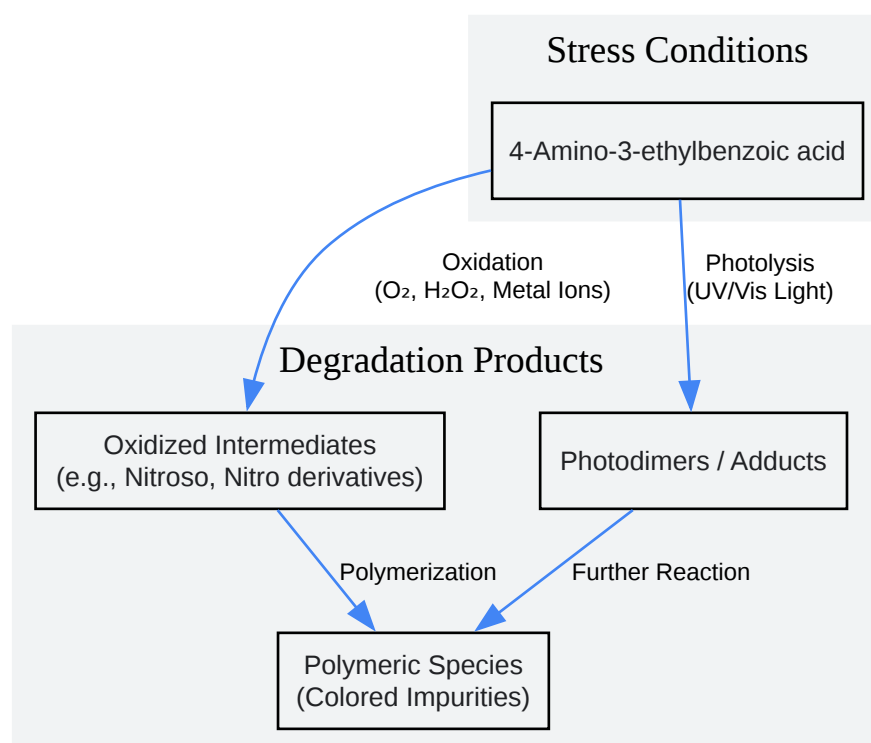 Stress Conditions
4-Amino-3-ethylbenzoic acid
Oxidation
(O₂, H₂O₂, Metal Ions)
Photolysis
(UV/Vis Light)
Degradation Products
Oxidized Intermediates
(e.g., Nitroso, Nitro derivatives)
Photodimers / Adducts
Polymerization
Further Reaction
Polymeric Species
(Colored Impurities)